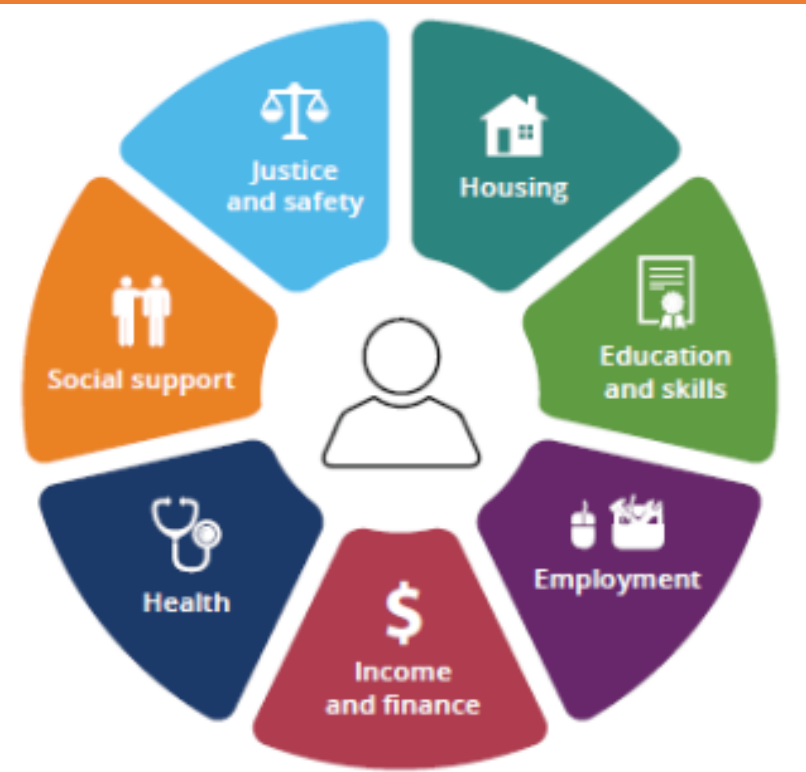 Justice
and safety
Housing
Education
and skills
Employment
$
Income
and finance
Health
Social support